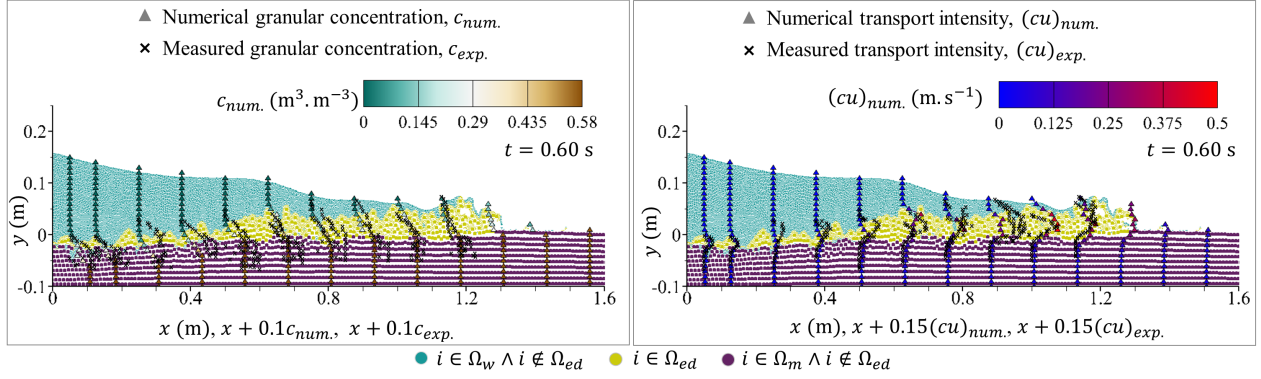 Numerical granular concentration, c_num.
Measured granular concentration, c_exp.
c_num. (m³.m⁻³)
0 0.145 0.29 0.435 0.58
t = 0.60 s
0.2
0.1
0
-0.1
y (m)
0 0.4 0.8 1.2 1.6
x (m), x + 0.1c_num., x + 0.1c_exp.
Numerical transport intensity, (cu)_num.
Measured transport intensity, (cu)_exp.
(cu)_num. (m.s⁻¹)
0 0.125 0.25 0.375 0.5
t = 0.60 s
0.2
0.1
0
-0.1
y (m)
0 0.4 0.8 1.2 1.6
x (m), x + 0.15(cu)_num., x + 0.15(cu)_exp.
i ∈ Ω_w ∧ i ∉ Ω_ed i ∈ Ω_ed i ∈ Ω_m ∧ i ∉ Ω_ed